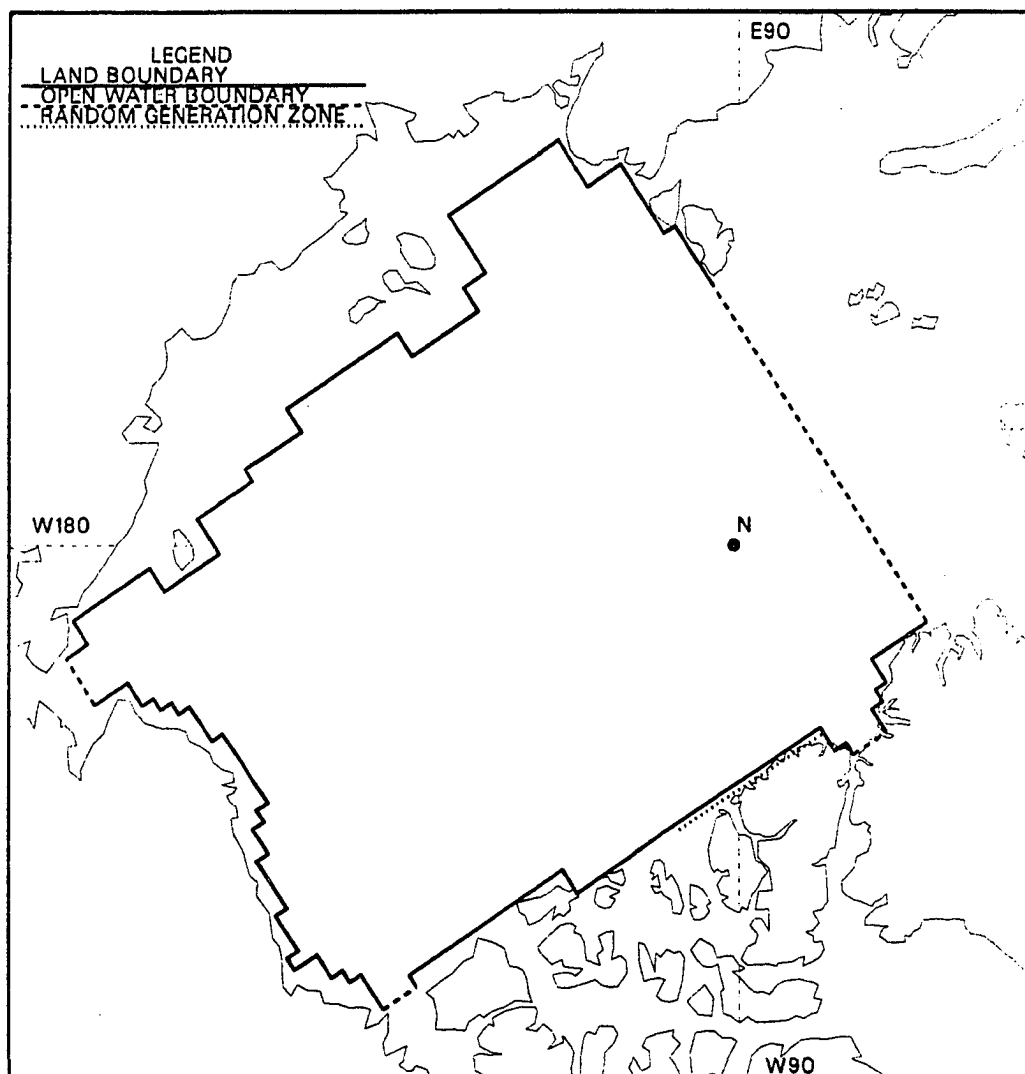 E90
LEGEND
LAND BOUNDARY
OPEN WATER BOUNDARY
RANDOM GENERATION ZONE
W180
N
W90